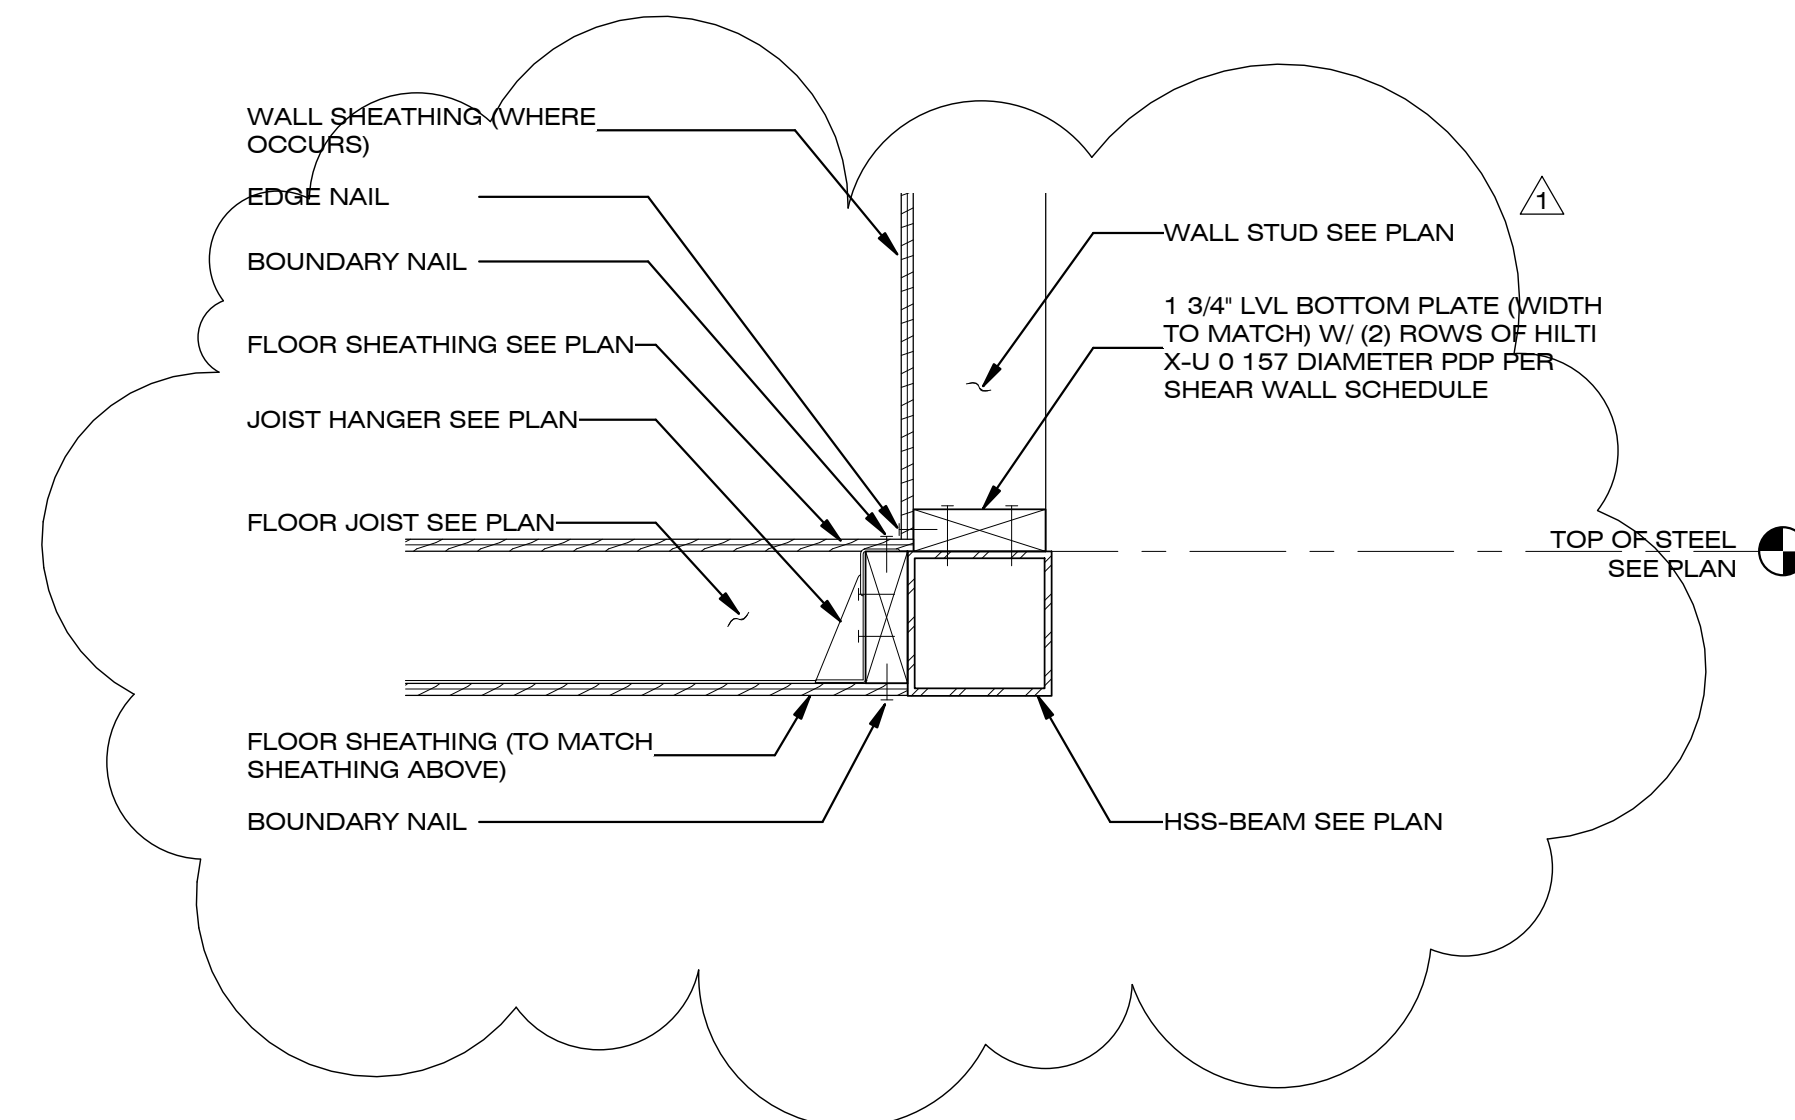 WALL SHEATHING (WHERE
OCCURS)
EDGE NAIL
BOUNDARY NAIL
FLOOR SHEATHING SEE PLAN
JOIST HANGER SEE PLAN
FLOOR JOIST SEE PLAN
FLOOR SHEATHING (TO MATCH
SHEATHING ABOVE)
BOUNDARY NAIL
1
WALL STUD SEE PLAN
1 3/4" LVL BOTTOM PLATE (WIDTH
TO MATCH) W/ (2) ROWS OF HILTI
X-U 0 157 DIAMETER PDP PER
SHEAR WALL SCHEDULE
TOP OF STEEL
SEE PLAN
HSS-BEAM SEE PLAN